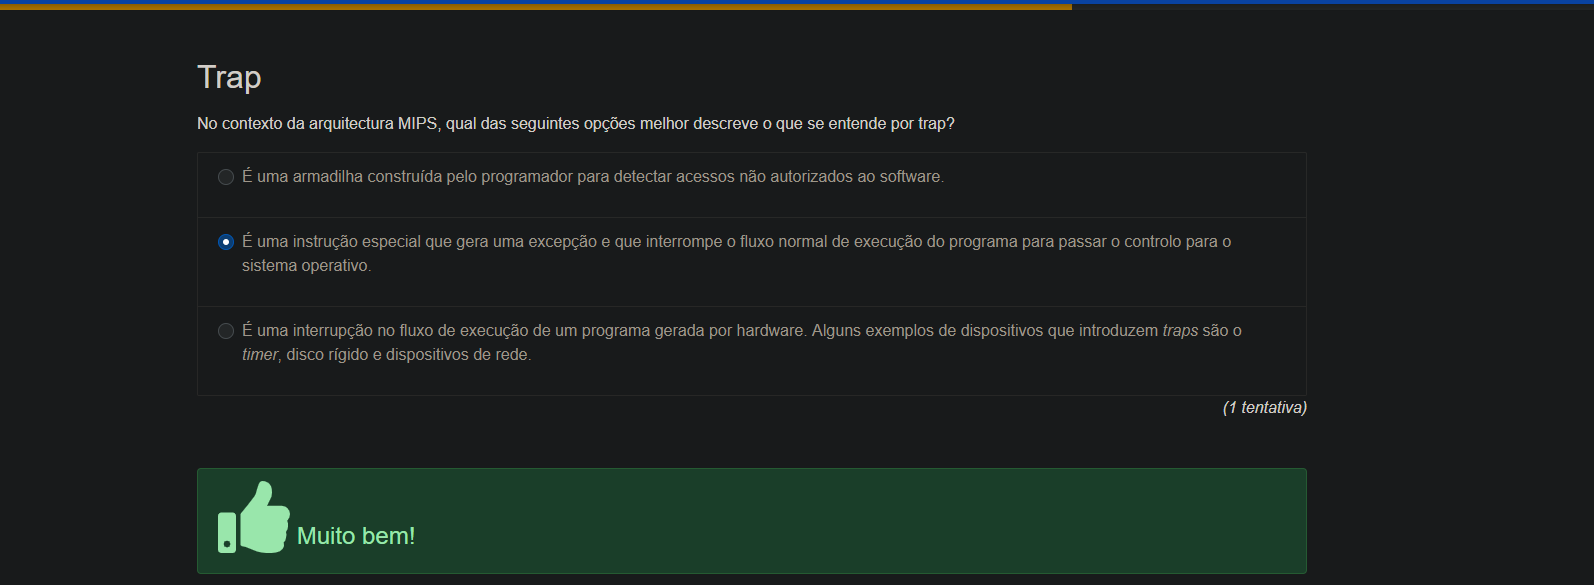 Trap
No contexto da arquitectura MIPS, qual das seguintes opções melhor descreve o que se entende por trap?
É uma armadilha construída pelo programador para detectar acessos não autorizados ao software.
É uma instrução especial que gera uma excepção e que interrompe o fluxo normal de execução do programa para passar o controlo para o
sistema operativo.
É uma interrupção no fluxo de execução de um programa gerada por hardware. Alguns exemplos de dispositivos que introduzem traps são o
timer, disco rígido e dispositivos de rede.
(1 tentativa)
Muito bem!